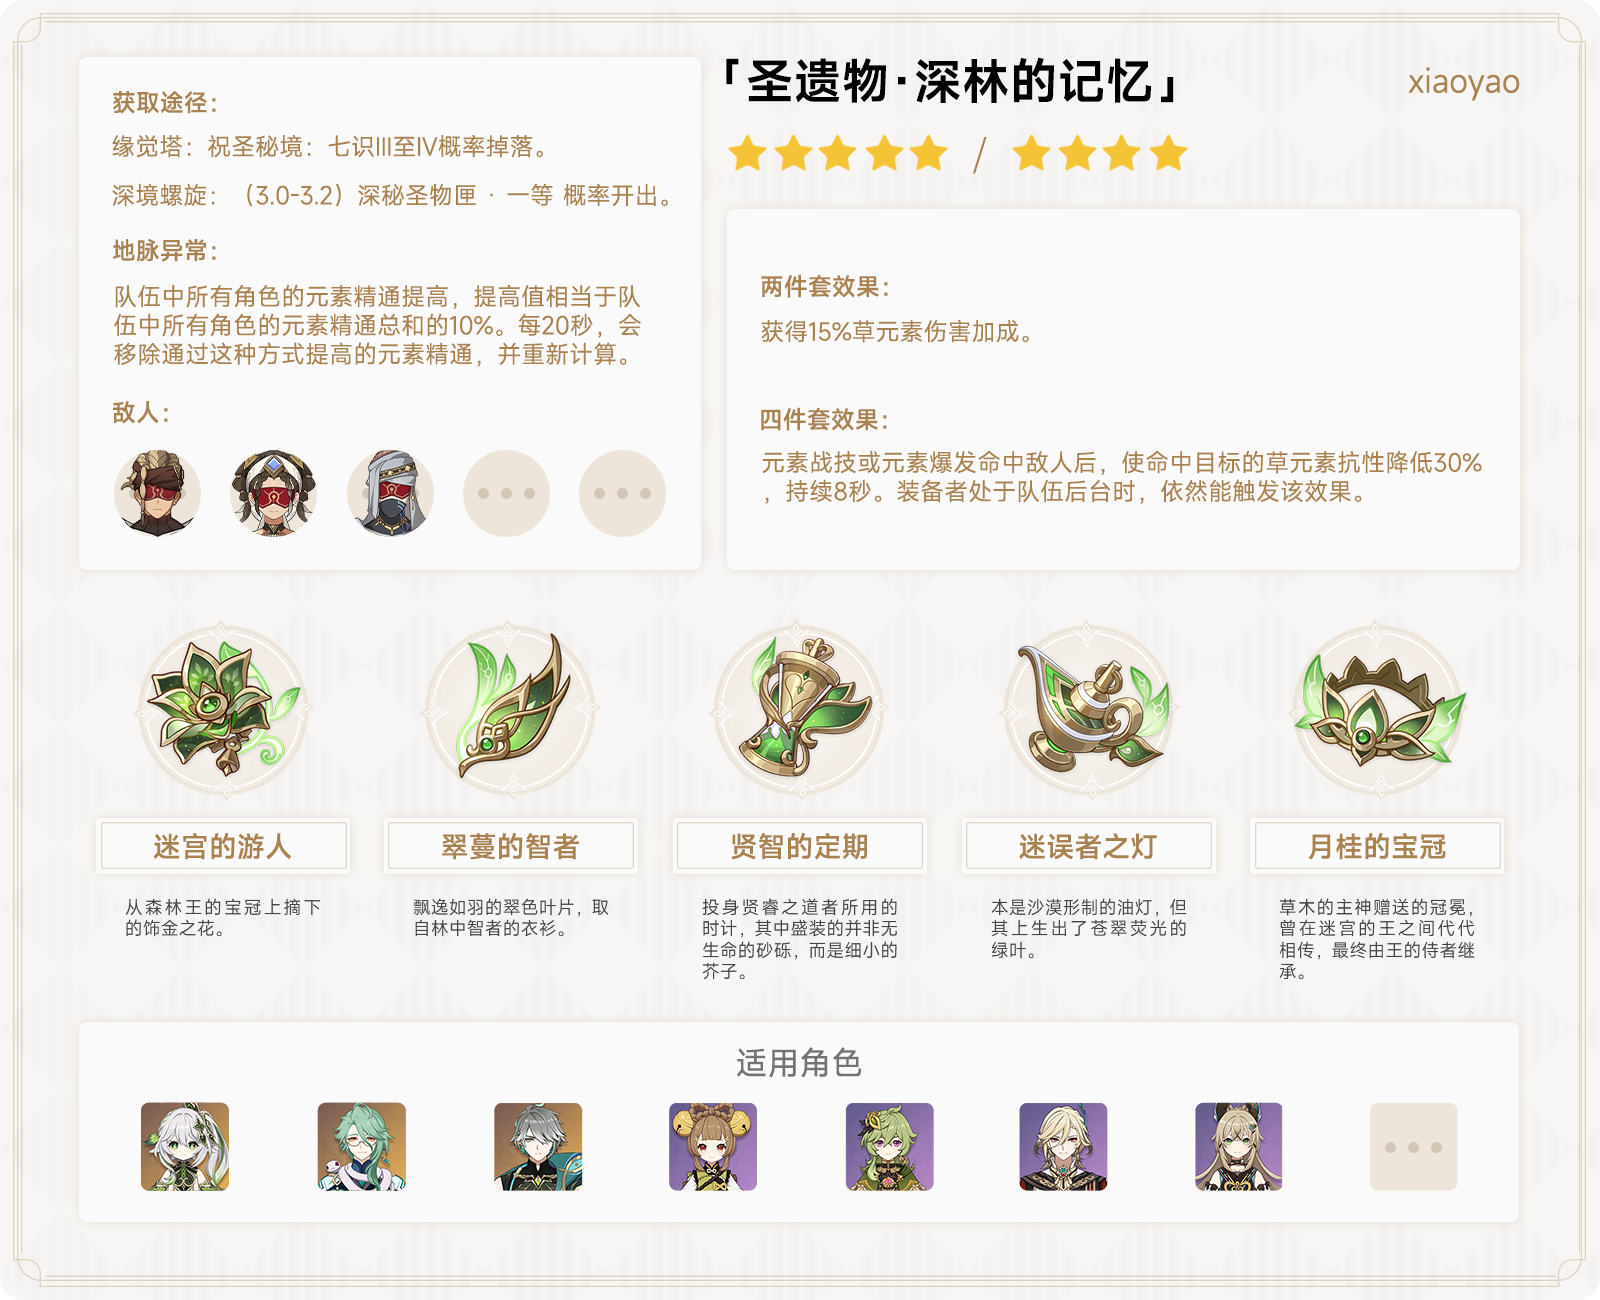 获取途径：
缘觉塔：祝圣秘境：七识III至IV概率掉落。
深境螺旋：（3.0-3.2）深秘圣物匣 · 一等 概率开出。
地脉异常：
队伍中所有角色的元素精通提高，提高值相当于队
伍中所有角色的元素精通总和的10%。每20秒，会
移除通过这种方式提高的元素精通，并重新计算。
敌人：
「圣遗物·深林的记忆」
xiaoyao
/
两件套效果：
获得15%草元素伤害加成。
四件套效果：
元素战技或元素爆发命中敌人后，使命中目标的草元素抗性降低30%
，持续8秒。装备者处于队伍后台时，依然能触发该效果。
迷宫的游人
从森林王的宝冠上摘下
的饰金之花。
翠蔓的智者
飘逸如羽的翠色叶片，取
自林中智者的衣衫。
贤智的定期
投身贤睿之道者所用的
时计，其中盛装的并非无
生命的砂砾，而是细小的
芥子。
迷误者之灯
本是沙漠形制的油灯，但
其上生出了苍翠荧光的
绿叶。
月桂的宝冠
草木的主神赠送的冠冕，
曾在迷宫的王之间代代
相传，最终由王的侍者继
承。
适用角色